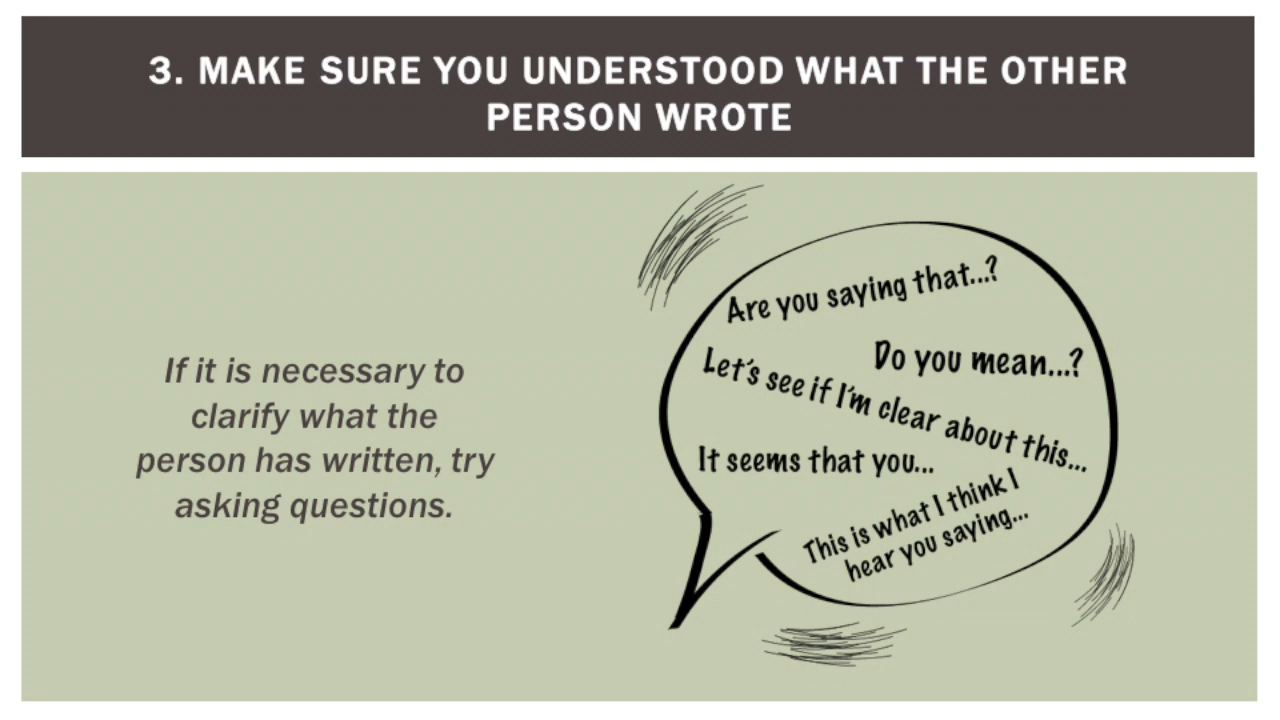 3. MAKE SURE YOU UNDERSTOOD WHAT THE OTHER
PERSON WROTE
If it is necessary to
clarify what the
person has written, try
asking questions.
Are you saying that...?
Do you mean...?
Let's see if I'm clear about this...
It seems that you...
This is what I think I
hear you saying...